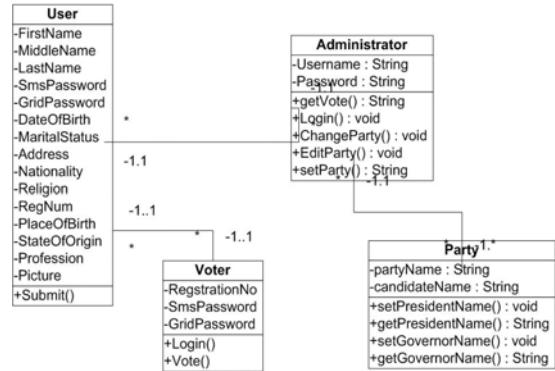 User
-FirstName
-MiddleName
-LastName
-SmsPassword
-GridPassword
-DateOfBirth
-MaritalStatus
-Address
-Nationality
-Religion
-RegNum
-PlaceOfBirth
-StateOfOrigin
-Profession
-Picture
+Submit()
*
-1.1
-1..1
*
*
-1..1
Administrator
-Username : String
-Password : String
-1.1
+getVote() : String
+Login() : void
+ChangeParty() : void
+EditParty() : void
+setParty() : String
*
-1.1
Voter
-RegstrationNo
-SmsPassword
-GridPassword
+Login()
+Vote()
*
-1.*
Party
-partyName : String
-candidateName : String
+setPresidentName() : void
+getPresidentName() : String
+setGovernorName() : void
+getGovernorName() : String